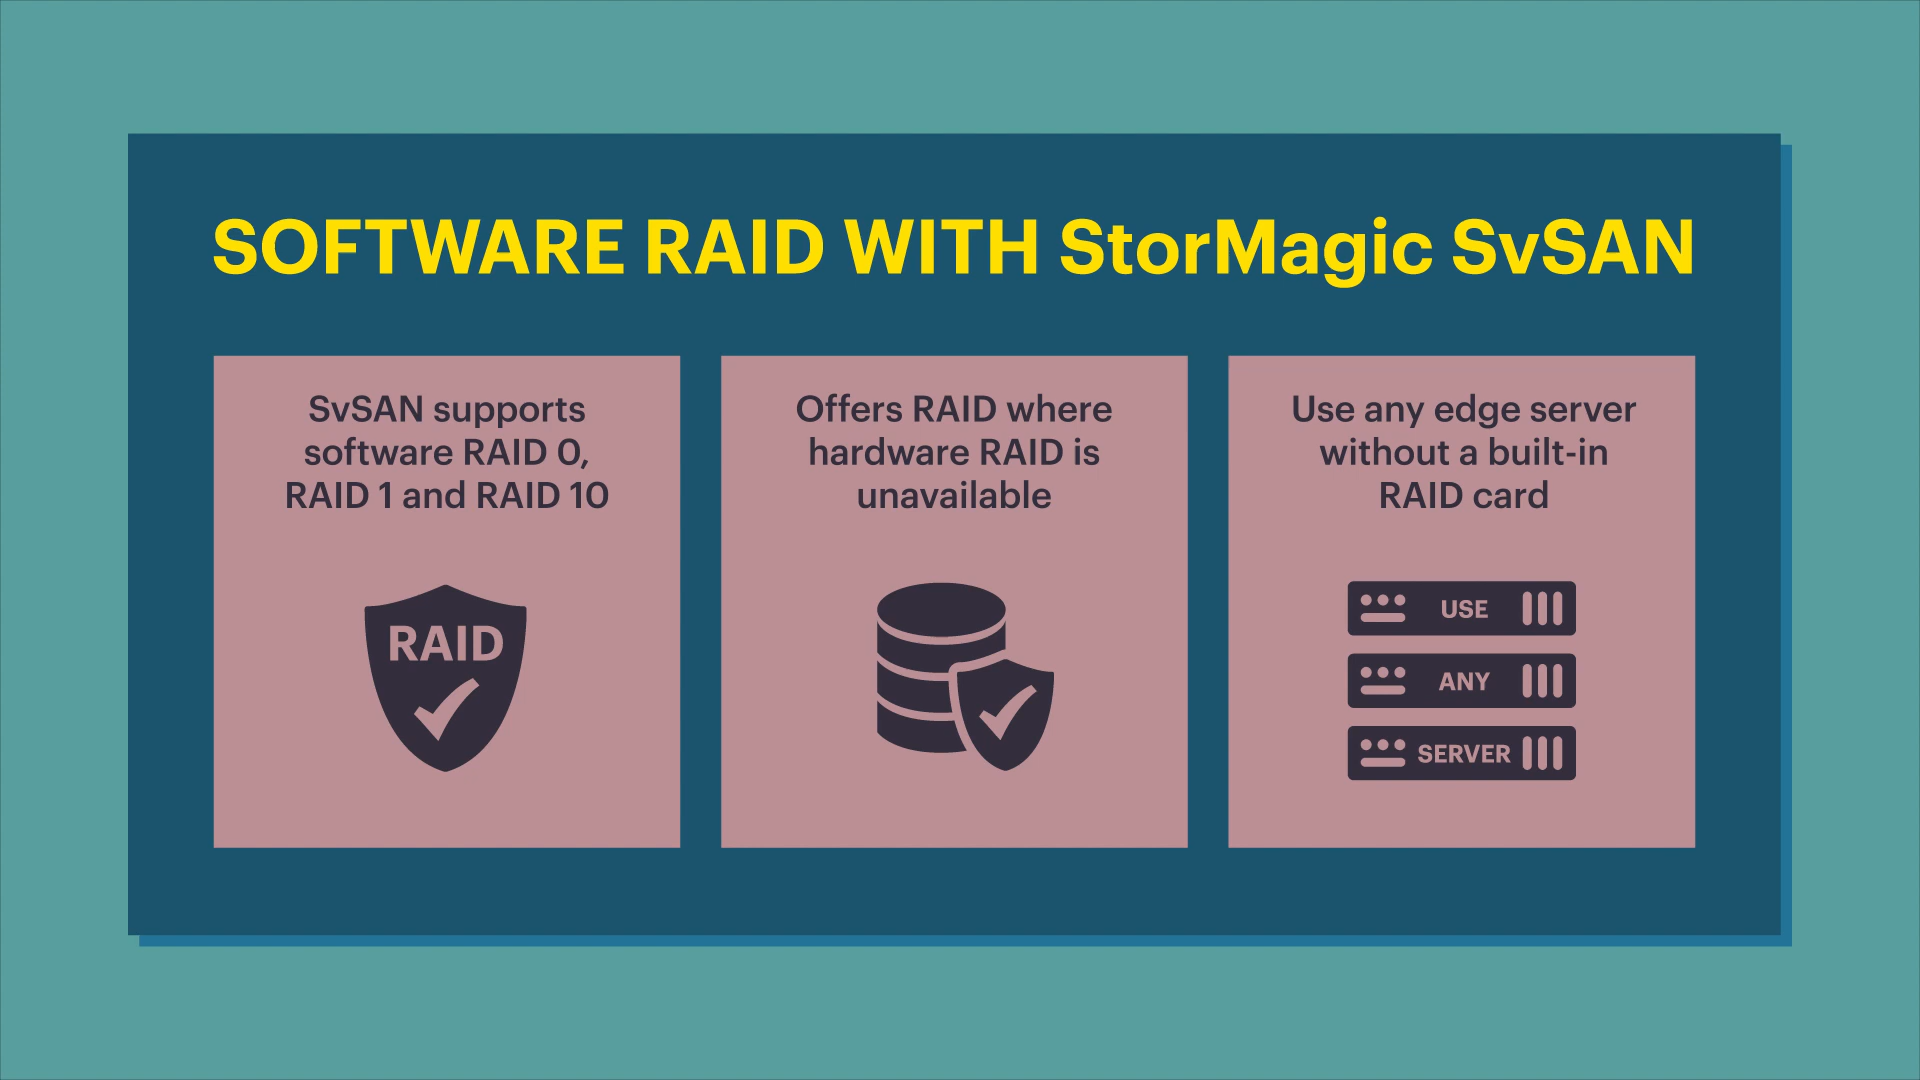 SOFTWARE RAID WITH StorMagic SvSAN
SvSAN supports
software RAID 0,
RAID 1 and RAID 10
RAID
Offers RAID where
hardware RAID is
unavailable
Use any edge server
without a built-in
RAID card
USE
ANY
SERVER